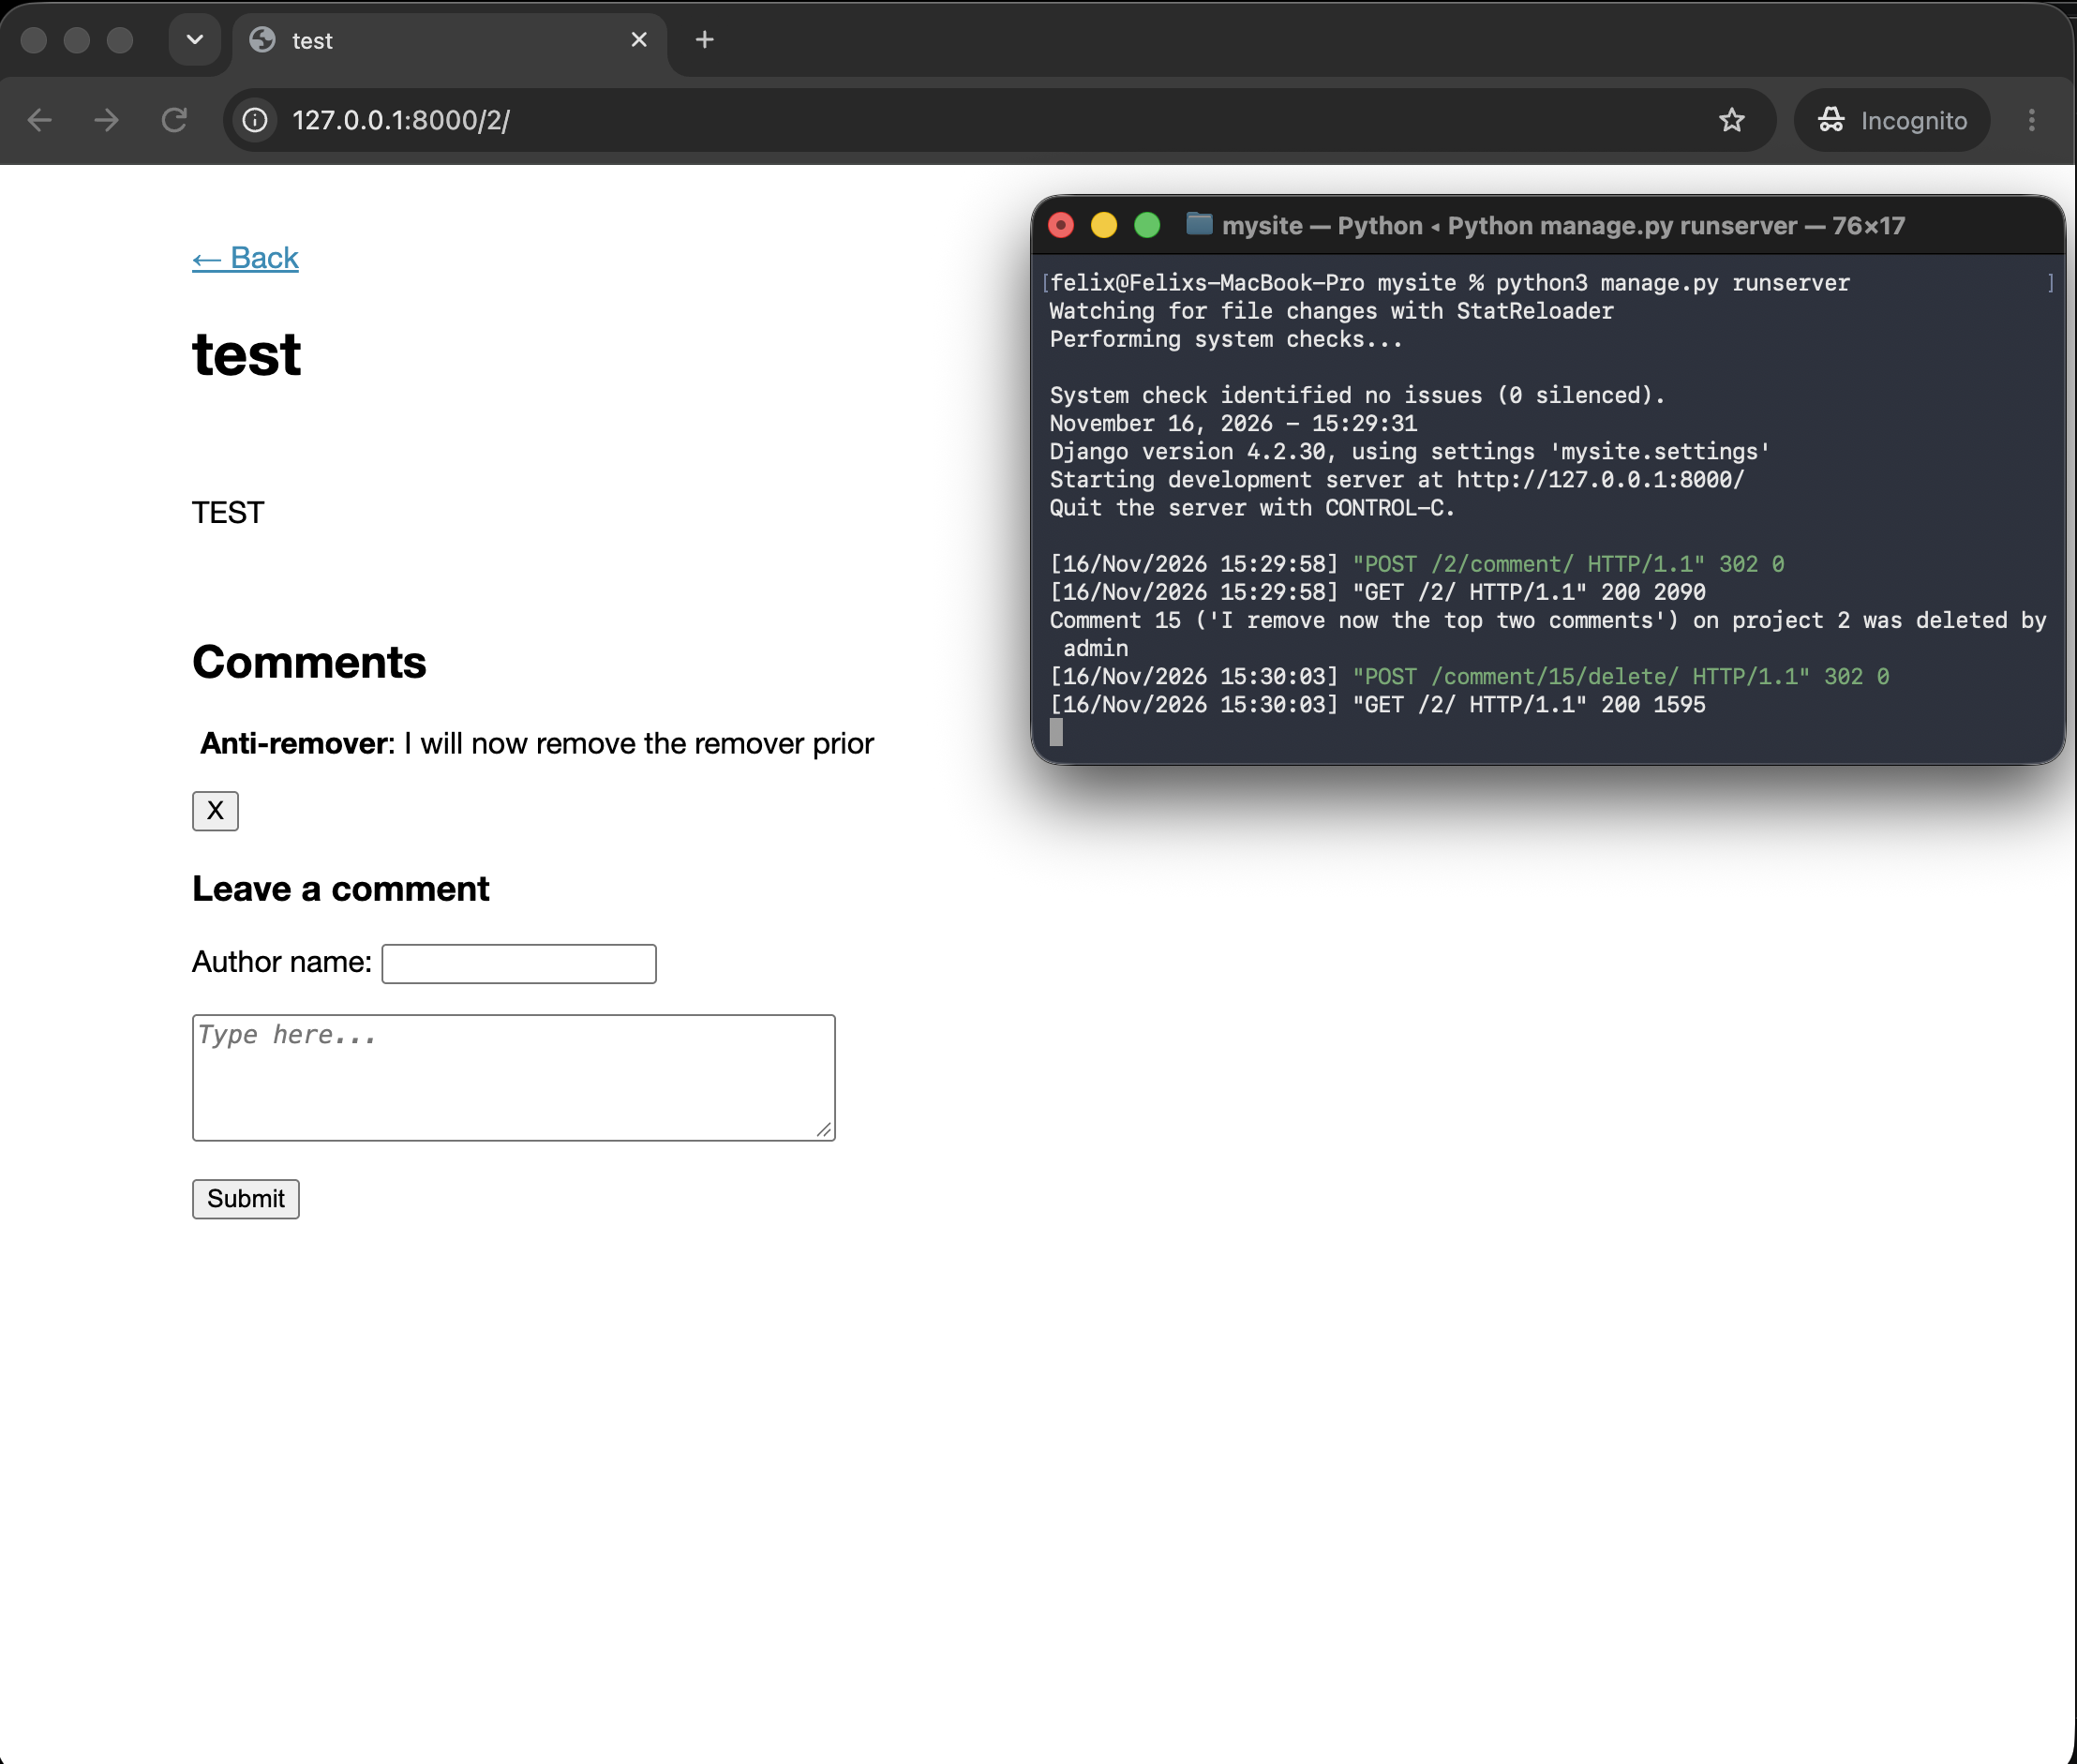 test
127.0.0.1:8000/2/
Incognito
← Back
test
TEST
Comments
Anti-remover: I will now remove the remover prior
X
Leave a comment
Author name:
Type here...
Submit
mysite — Python ◂ Python manage.py runserver — 76×17
[felix@Felixs-MacBook-Pro mysite % python3 manage.py runserver ]
Watching for file changes with StatReloader
Performing system checks...
System check identified no issues (0 silenced).
November 16, 2026 - 15:29:31
Django version 4.2.30, using settings 'mysite.settings'
Starting development server at http://127.0.0.1:8000/
Quit the server with CONTROL-C.
[16/Nov/2026 15:29:58] "POST /2/comment/ HTTP/1.1" 302 0
[16/Nov/2026 15:29:58] "GET /2/ HTTP/1.1" 200 2090
Comment 15 ('I remove now the top two comments') on project 2 was deleted by
admin
[16/Nov/2026 15:30:03] "POST /comment/15/delete/ HTTP/1.1" 302 0
[16/Nov/2026 15:30:03] "GET /2/ HTTP/1.1" 200 1595